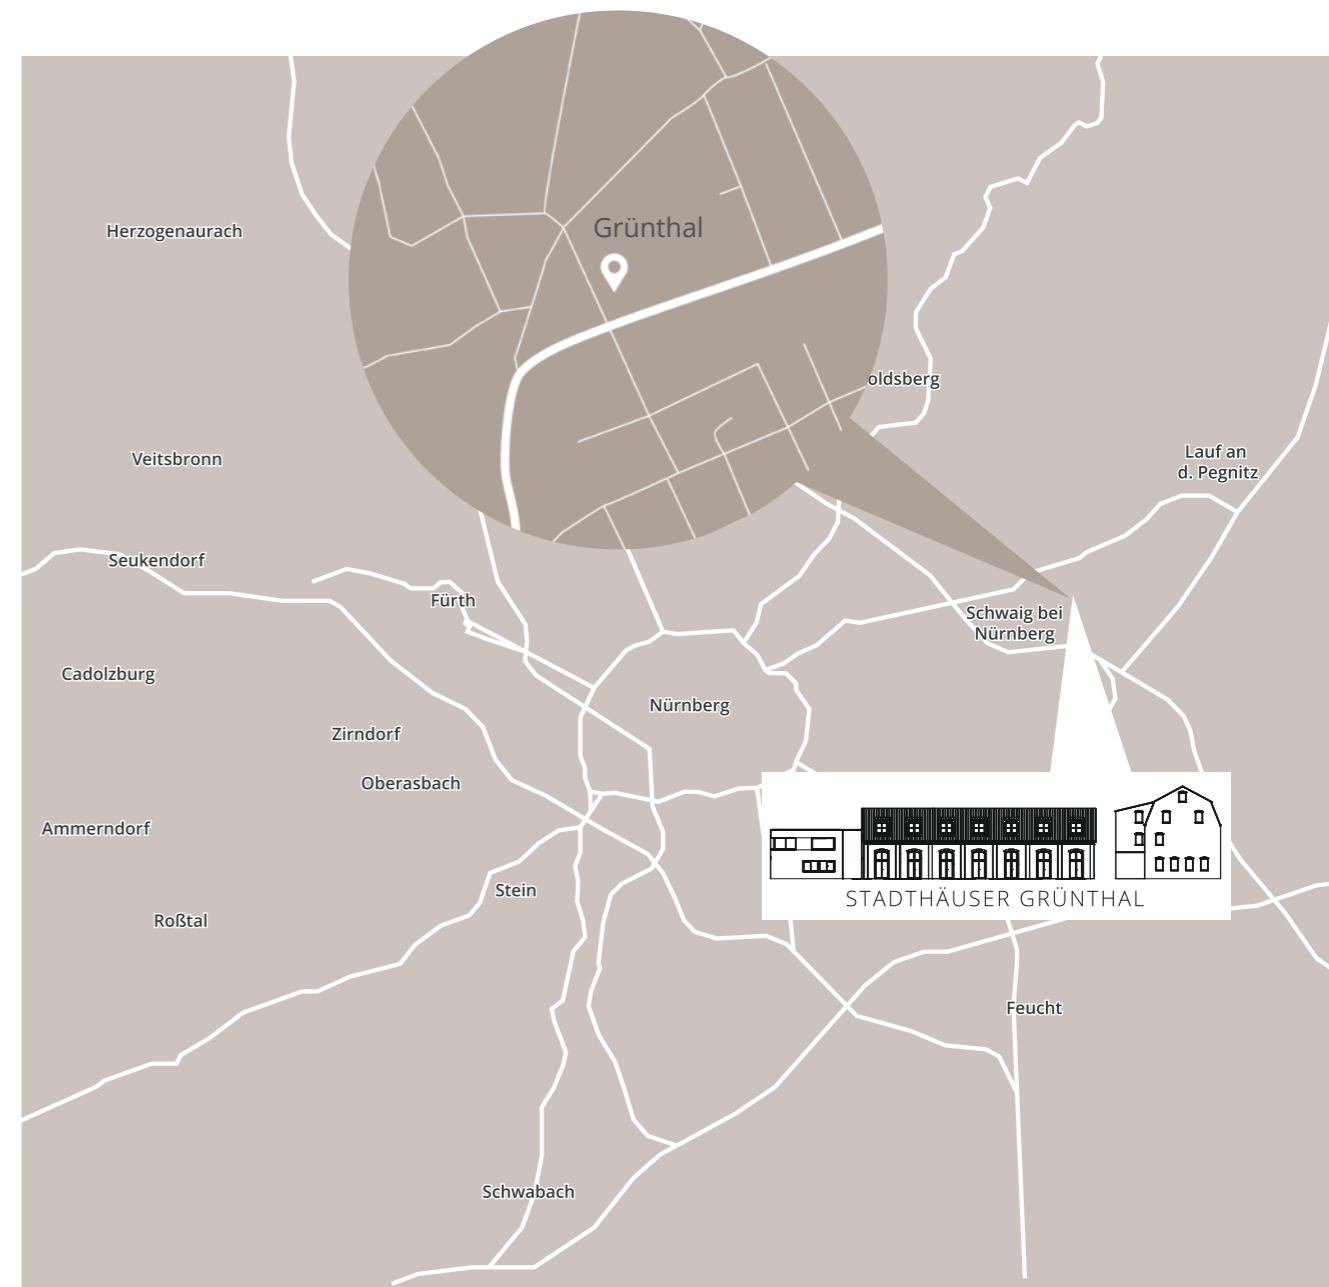 Grünthal
Herzogenaurach
oldsberg
Veitsbronn
Lauf an
d. Pegnitz
Seukendorf
Fürth
Schwaig bei
Nürnberg
Cadolzburg
Nürnberg
Zirndorf
Oberasbach
Ammerndorf
Stein
STADTHÄUSER GRÜNTHAL
Roßtal
Feucht
Schwabach